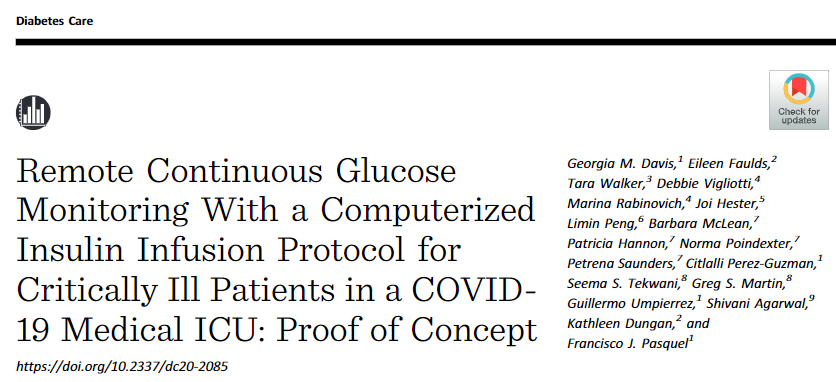 Diabetes Care
Check for
updates
Remote Continuous Glucose
Monitoring With a Computerized
Insulin Infusion Protocol for
Critically Ill Patients in a COVID-
19 Medical ICU: Proof of Concept
https://doi.org/10.2337/dc20-2085
Georgia M. Davis,¹ Eileen Faulds,²
Tara Walker,³ Debbie Vigliotti,⁴
Marina Rabinovich,⁴ Joi Hester,⁵
Limin Peng,⁶ Barbara McLean,⁷
Patricia Hannon,⁷ Norma Poindexter,⁷
Petrena Saunders,⁷ Citlalli Perez-Guzman,¹
Seema S. Tekwani,⁸ Greg S. Martin,⁸
Guillermo Umpierrez,¹ Shivani Agarwal,⁹
Kathleen Dungan,² and
Francisco J. Pasquel¹